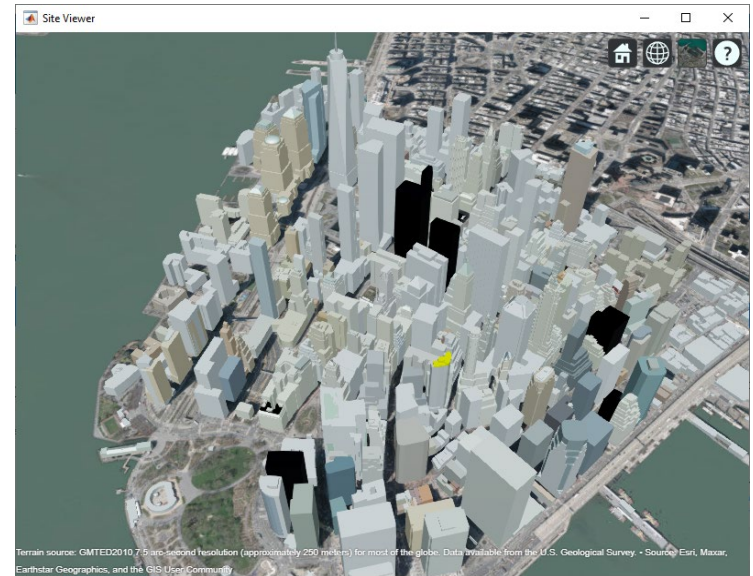 Site Viewer
?
Terrain source: GMTED2010 7.5 arc-second resolution (approximately 250 meters) for most of the globe. Data available from the U.S. Geological Survey. • Source: Esri, Maxar,
Earthstar Geographics, and the GIS User Community